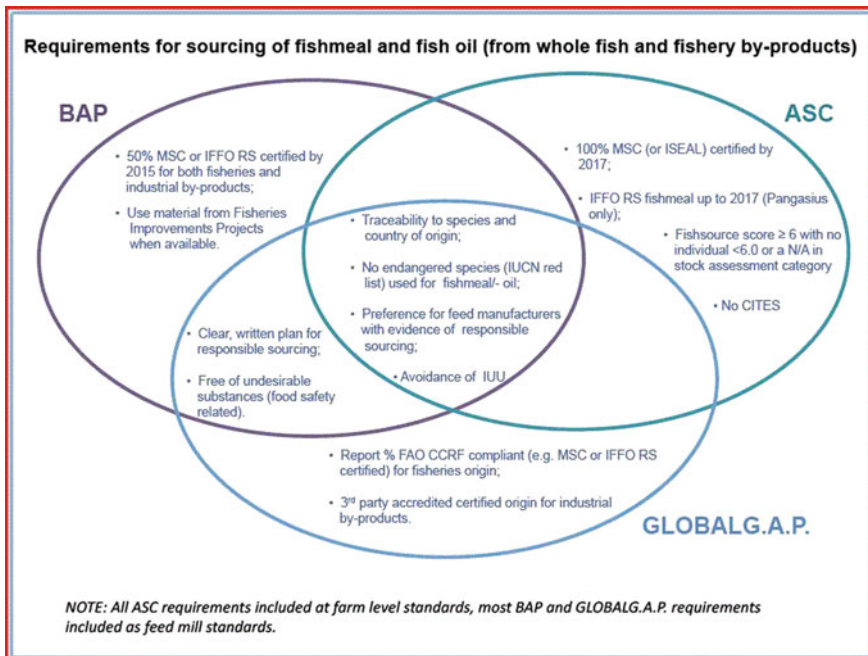 Requirements for sourcing of fishmeal and fish oil (from whole fish and fishery by-products)
BAP
• 50% MSC or IFFO RS certified by
2015 for both fisheries and
industrial by-products;
• Use material from Fisheries
Improvements Projects
when available.
ASC
• 100% MSC (or ISEAL) certified by
2017;
• IFFO RS fishmeal up to 2017 (Pangasius
only);
• Fishsource score ≥ 6 with no
individual <6.0 or a N/A in
stock assessment category
• No CITES
• Traceability to species and
country of origin;
• No endangered species (IUCN red
list) used for fishmeal/- oil;
• Preference for feed manufacturers
with evidence of responsible
sourcing;
• Avoidance of IUU
• Clear, written plan for
responsible sourcing;
• Free of undesirable
substances (food safety
related).
• Report % FAO CCRF compliant (e.g. MSC or IFFO RS
certified) for fisheries origin;
• 3rd party accredited certified origin for industrial
by-products.
GLOBALG.A.P.
NOTE: All ASC requirements included at farm level standards, most BAP and GLOBALG.A.P. requirements
included as feed mill standards.